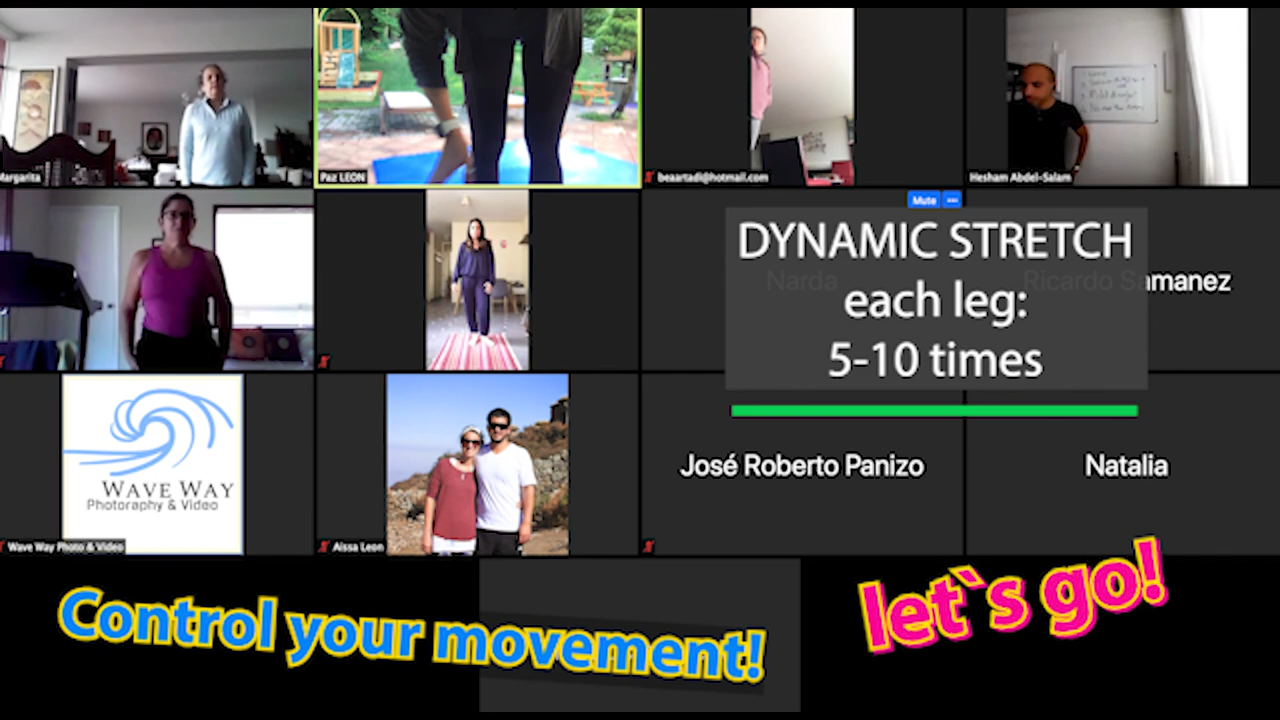 Margarita
Paz LEON
beaartadi@hotmail.com
Hesham Abdel-Salam
Mute
DYNAMIC STRETCH
each leg:
5-10 times
Narda
Ricardo Samanez
WAVE WAY
Photoraphy & Video
Wave Way Photo & Video
Aissa Leon
José Roberto Panizo
Natalia
Control your movement!
let`s go!